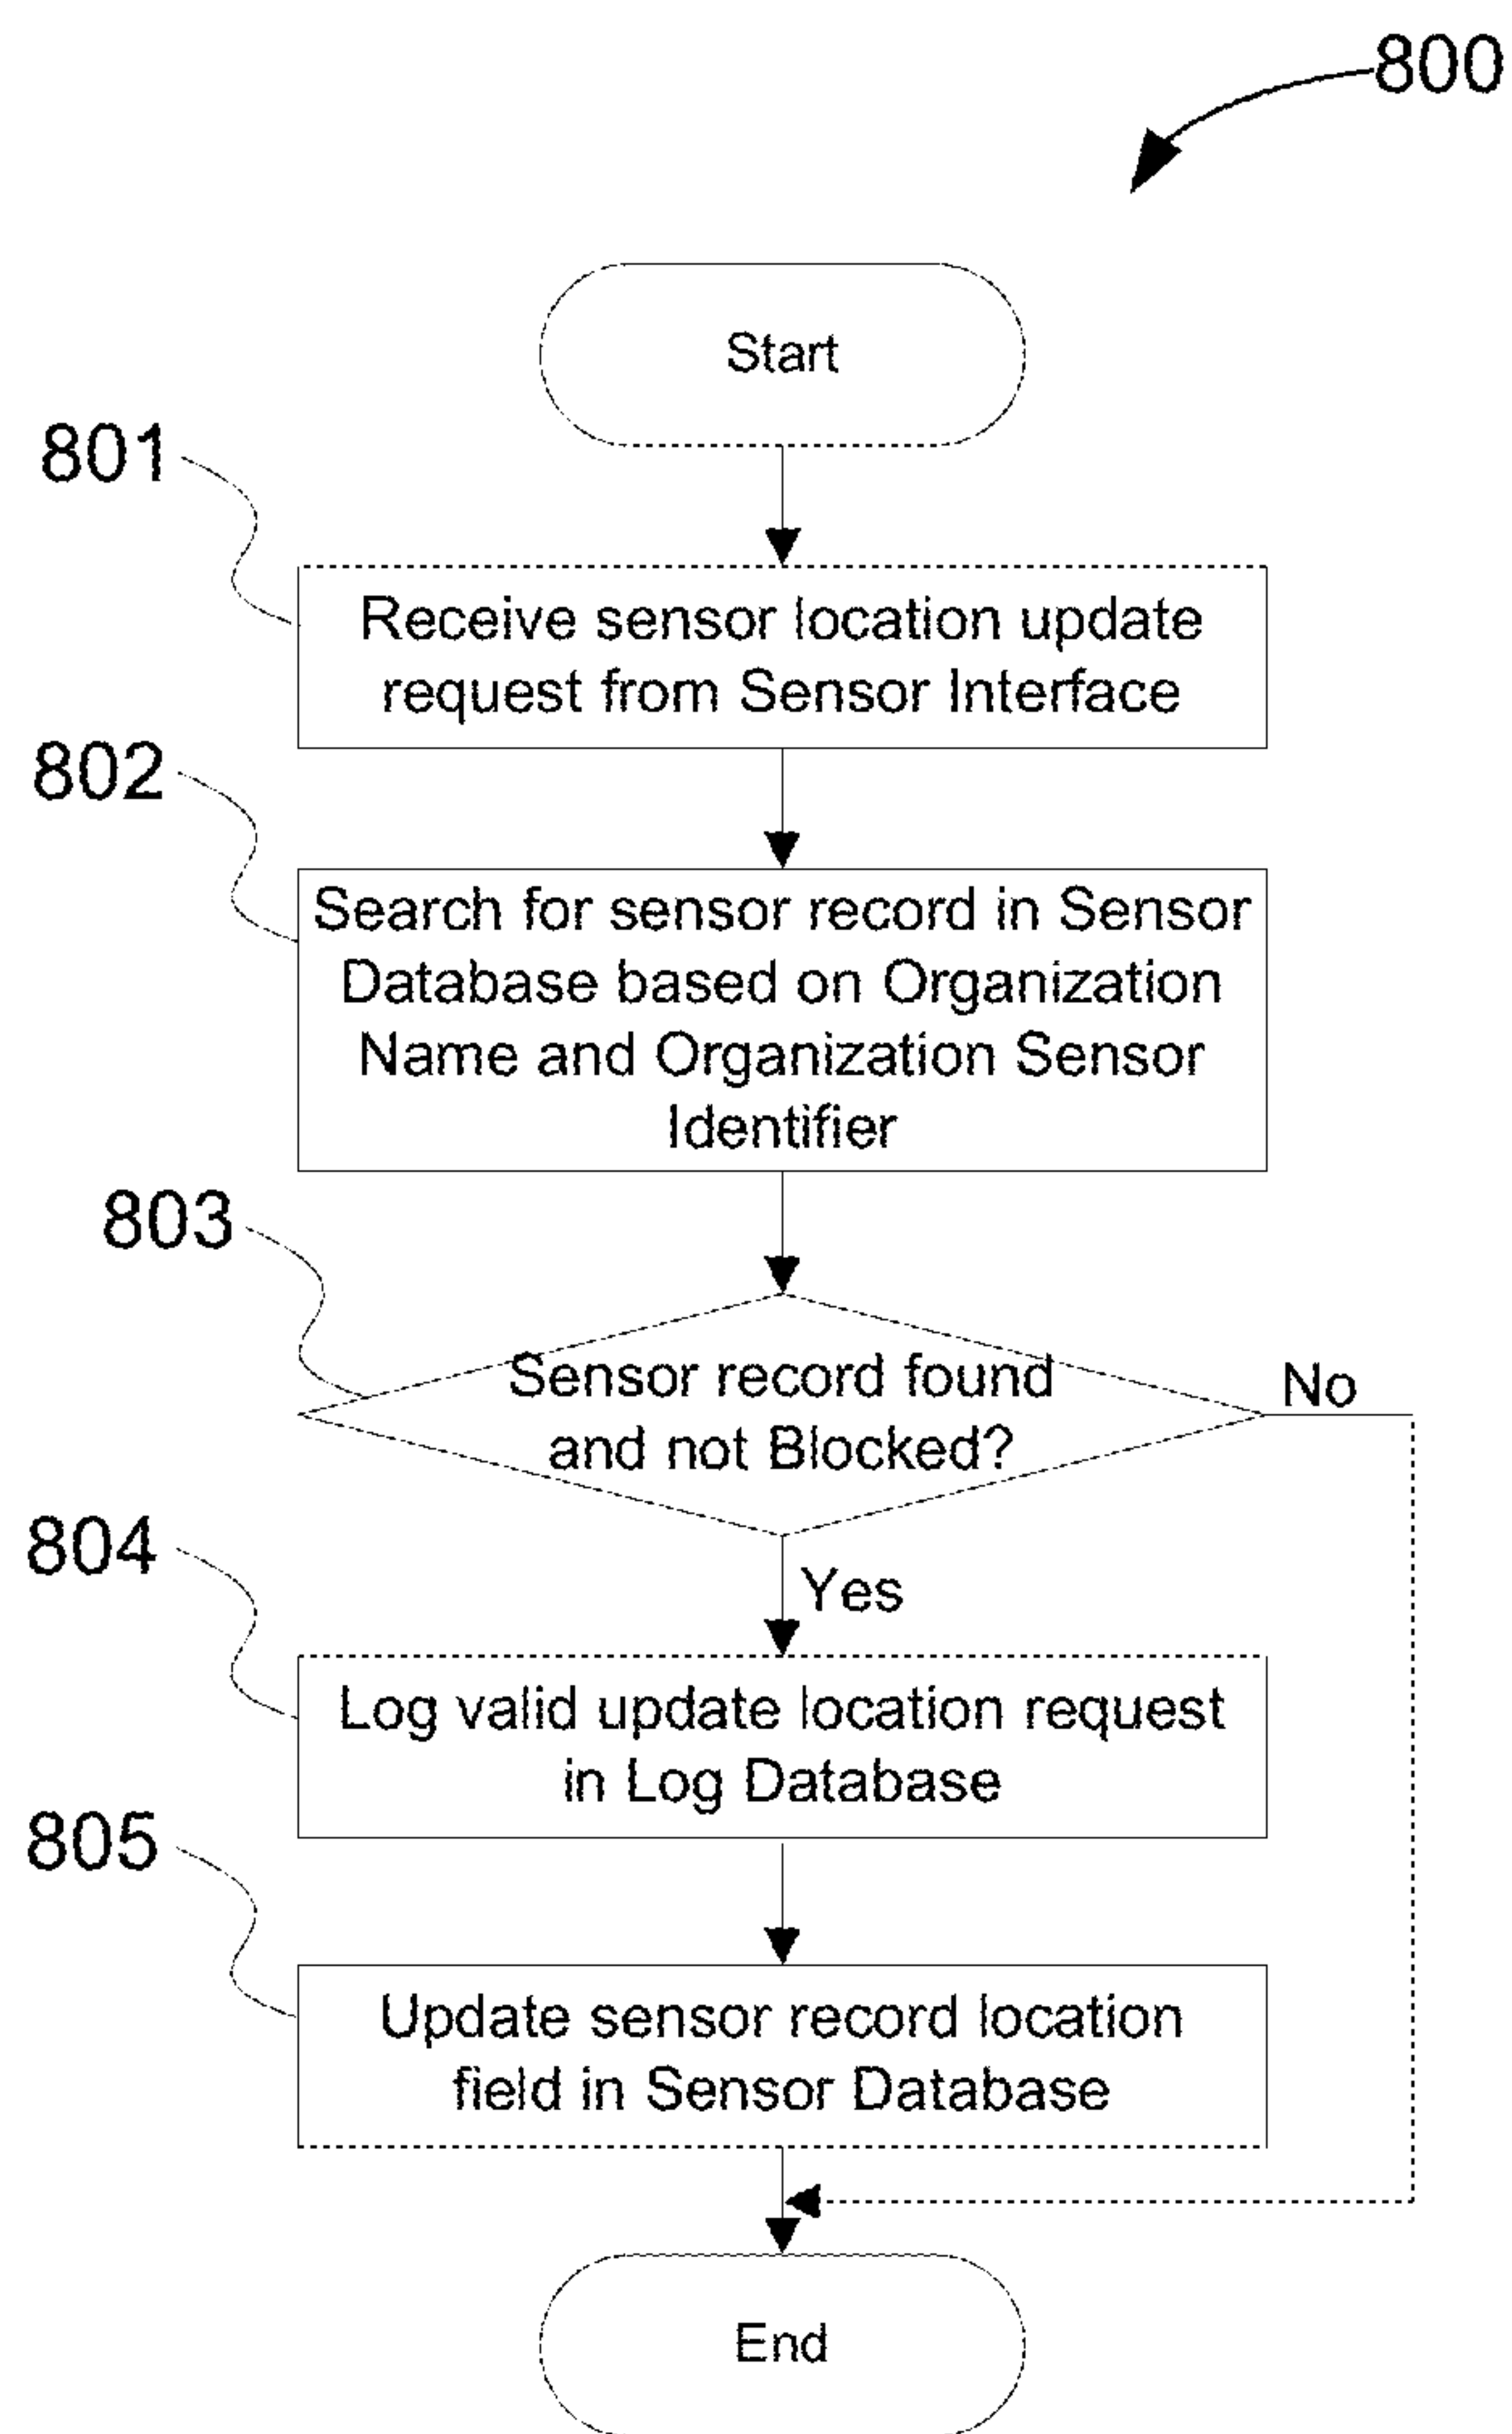 800
Start
801
Receive sensor location update
request from Sensor Interface
802
Search for sensor record in Sensor
Database based on Organization
Name and Organization Sensor
Identifier
803
Sensor record found
and not Blocked?
No
Yes
804
Log valid update location request
in Log Database
805
Update sensor record location
field in Sensor Database
End